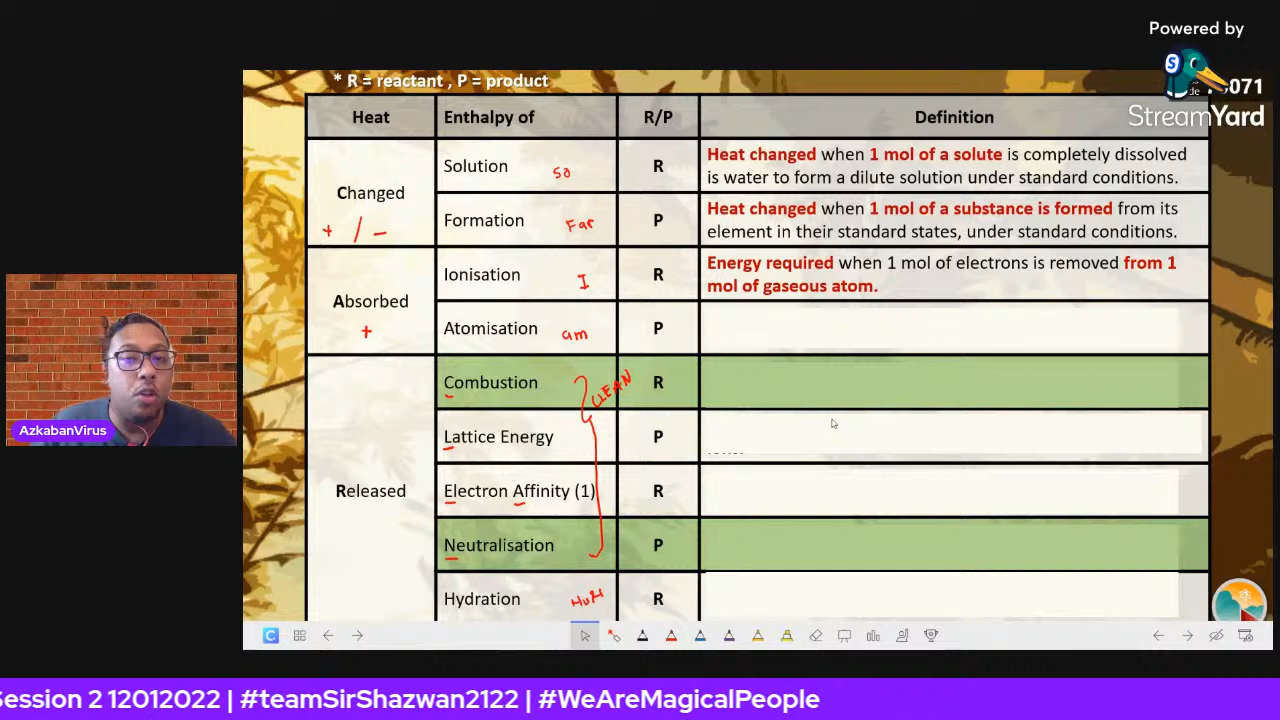 Powered by
StreamYard
071
de
* R = reactant , P = product
Heat
Enthalpy of
R/P
Definition
Changed
+ / -
Solution
so
R
Heat changed when 1 mol of a solute is completely dissolved
is water to form a dilute solution under standard conditions.
Formation
Far
P
Heat changed when 1 mol of a substance is formed from its
element in their standard states, under standard conditions.
Absorbed
+
Ionisation
I
R
Energy required when 1 mol of electrons is removed from 1
mol of gaseous atom.
Atomisation
am
P
Released
Combustion
CLEAN
R
Lattice Energy
P
Electron Affinity (1)
R
Neutralisation
P
Hydration
HuH
R
AzkabanVirus
Session 2 12012022 | #teamSirShazwan2122 | #WeAreMagicalPeople